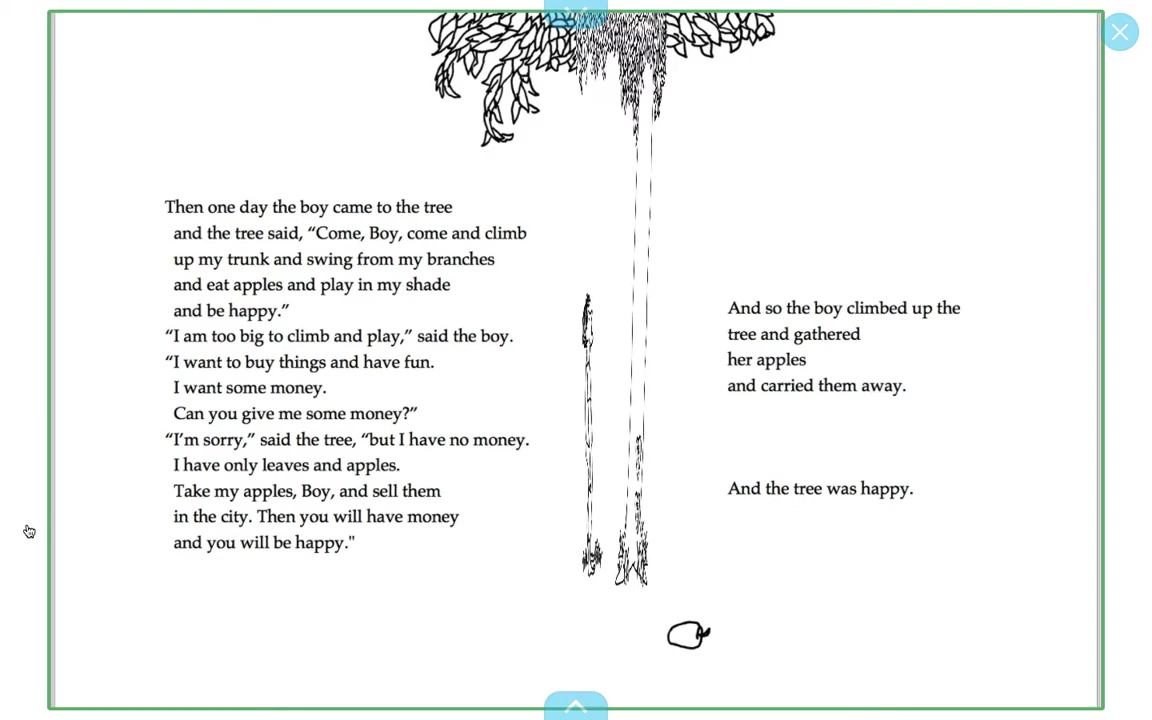 Then one day the boy came to the tree
and the tree said, “Come, Boy, come and climb
up my trunk and swing from my branches
and eat apples and play in my shade
and be happy.”
“I am too big to climb and play,” said the boy.
“I want to buy things and have fun.
I want some money.
Can you give me some money?”
“I’m sorry,” said the tree, “but I have no money.
I have only leaves and apples.
Take my apples, Boy, and sell them
in the city. Then you will have money
and you will be happy."
And so the boy climbed up the
tree and gathered
her apples
and carried them away.
And the tree was happy.